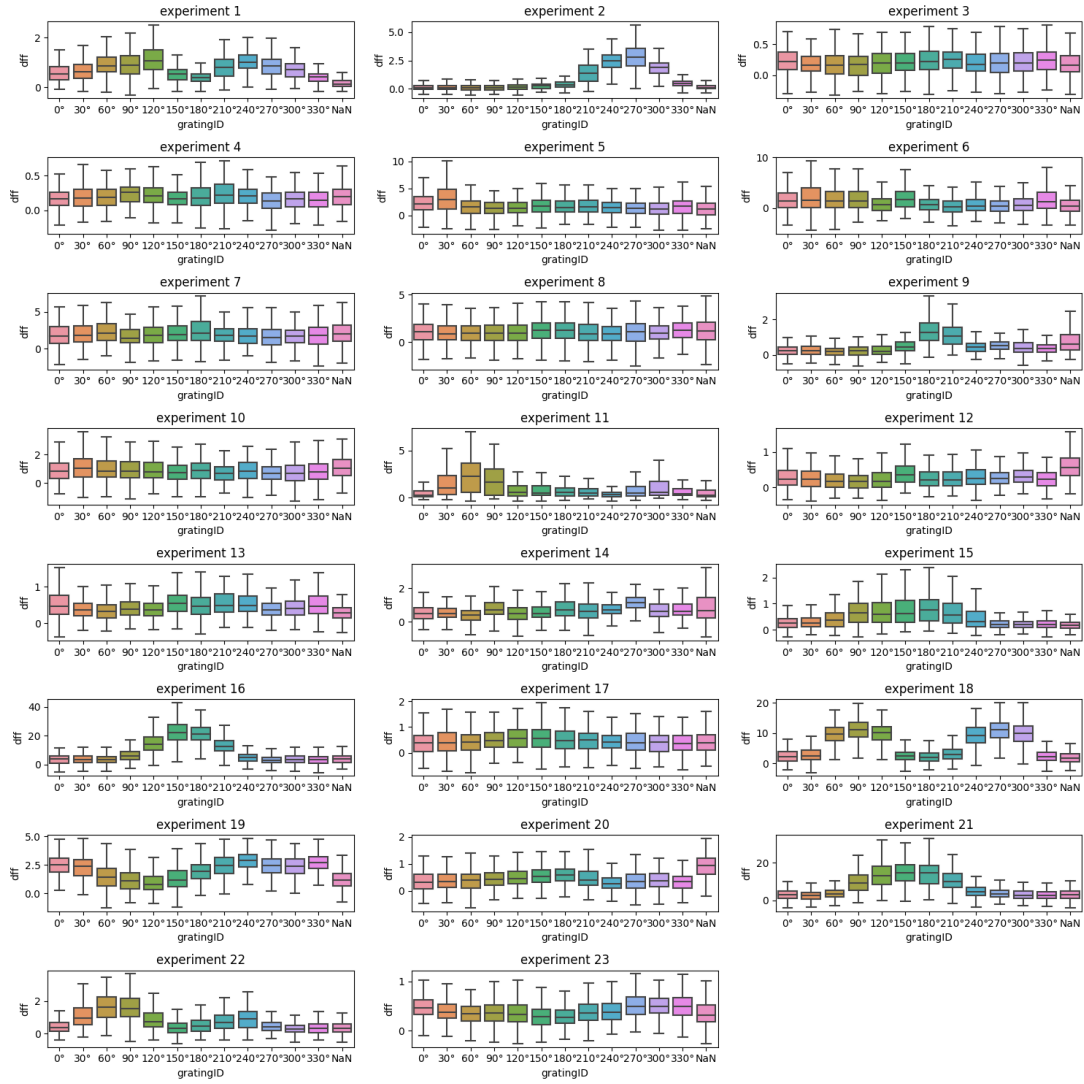 experiment 1
dff
2
0
0° 30° 60° 90° 120° 150° 180° 210° 240° 270° 300° 330° NaN
gratingID
experiment 2
dff
5.0
2.5
0.0
0° 30° 60° 90° 120° 150° 180° 210° 240° 270° 300° 330° NaN
gratingID
experiment 3
dff
0.5
0.0
0° 30° 60° 90° 120° 150° 180° 210° 240° 270° 300° 330° NaN
gratingID
experiment 4
dff
0.5
0.0
0° 30° 60° 90° 120° 150° 180° 210° 240° 270° 300° 330° NaN
gratingID
experiment 5
dff
10
5
0
0° 30° 60° 90° 120° 150° 180° 210° 240° 270° 300° 330° NaN
gratingID
experiment 6
dff
10
0
0° 30° 60° 90° 120° 150° 180° 210° 240° 270° 300° 330° NaN
gratingID
experiment 7
dff
5
0
0° 30° 60° 90° 120° 150° 180° 210° 240° 270° 300° 330° NaN
gratingID
experiment 8
dff
5
0
0° 30° 60° 90° 120° 150° 180° 210° 240° 270° 300° 330° NaN
gratingID
experiment 9
dff
2
0
0° 30° 60° 90° 120° 150° 180° 210° 240° 270° 300° 330° NaN
gratingID
experiment 10
dff
2
0
0° 30° 60° 90° 120° 150° 180° 210° 240° 270° 300° 330° NaN
gratingID
experiment 11
dff
5
0
0° 30° 60° 90° 120° 150° 180° 210° 240° 270° 300° 330° NaN
gratingID
experiment 12
dff
1
0
0° 30° 60° 90° 120° 150° 180° 210° 240° 270° 300° 330° NaN
gratingID
experiment 13
dff
1
0
0° 30° 60° 90° 120° 150° 180° 210° 240° 270° 300° 330° NaN
gratingID
experiment 14
dff
2
0
0° 30° 60° 90° 120° 150° 180° 210° 240° 270° 300° 330° NaN
gratingID
experiment 15
dff
2
1
0
0° 30° 60° 90° 120° 150° 180° 210° 240° 270° 300° 330° NaN
gratingID
experiment 16
dff
40
20
0
0° 30° 60° 90° 120° 150° 180° 210° 240° 270° 300° 330° NaN
gratingID
experiment 17
dff
2
1
0
0° 30° 60° 90° 120° 150° 180° 210° 240° 270° 300° 330° NaN
gratingID
experiment 18
dff
20
10
0
0° 30° 60° 90° 120° 150° 180° 210° 240° 270° 300° 330° NaN
gratingID
experiment 19
dff
5.0
2.5
0.0
0° 30° 60° 90° 120° 150° 180° 210° 240° 270° 300° 330° NaN
gratingID
experiment 20
dff
2
1
0
0° 30° 60° 90° 120° 150° 180° 210° 240° 270° 300° 330° NaN
gratingID
experiment 21
dff
20
0
0° 30° 60° 90° 120° 150° 180° 210° 240° 270° 300° 330° NaN
gratingID
experiment 22
dff
2
0
0° 30° 60° 90° 120° 150° 180° 210° 240° 270° 300° 330° NaN
gratingID
experiment 23
dff
1
0
0° 30° 60° 90° 120° 150° 180° 210° 240° 270° 300° 330° NaN
gratingID